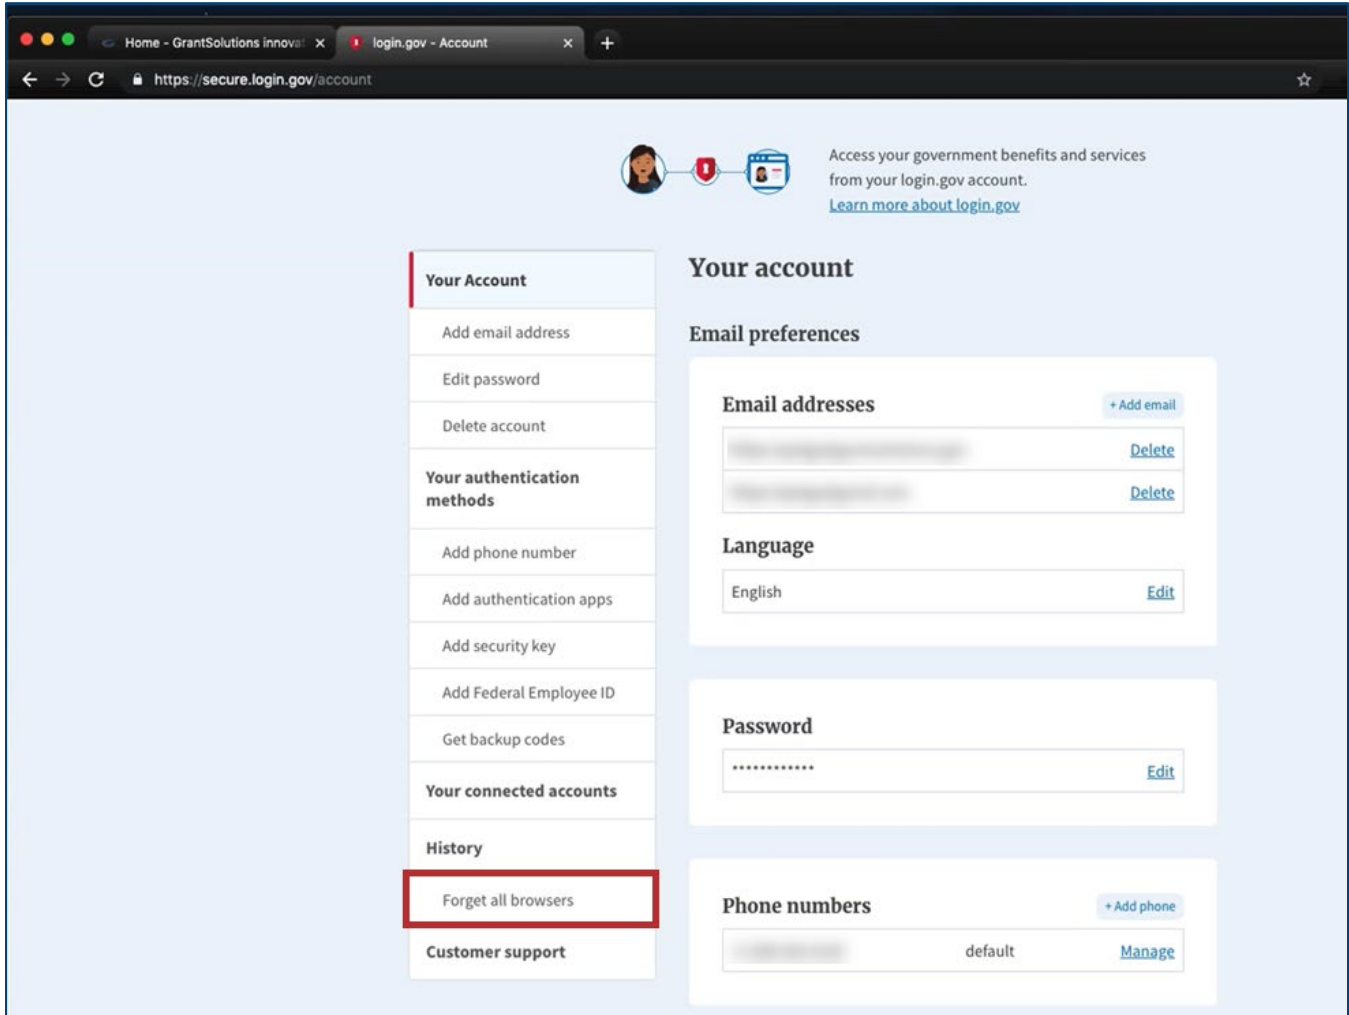 Home - GrantSolutions innova
login.gov - Account
https://secure.login.gov/account
Access your government benefits and services
from your login.gov account.
Learn more about login.gov
Your Account
Add email address
Edit password
Delete account
Your authentication
methods
Add phone number
Add authentication apps
Add security key
Add Federal Employee ID
Get backup codes
Your connected accounts
History
Forget all browsers
Customer support
Your account
Email preferences
Email addresses + Add email
Delete
Delete
Language
English Edit
Password
************ Edit
Phone numbers + Add phone
default Manage